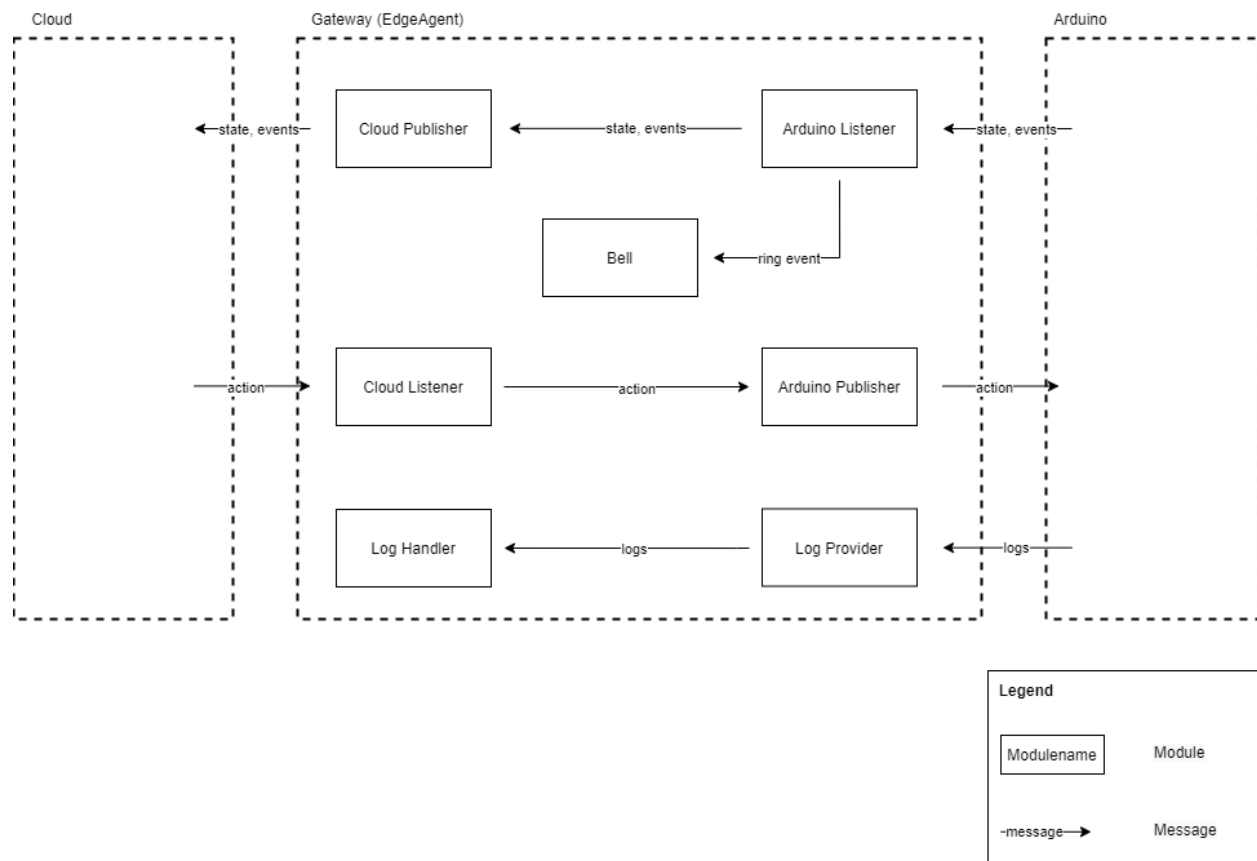 Cloud
Gateway (EdgeAgent)
Arduino
state, events
Cloud Publisher
state, events
Arduino Listener
state, events
Bell
ring event
action
Cloud Listener
action
Arduino Publisher
action
Log Handler
logs
Log Provider
logs
Legend
Modulename
Module
message
Message